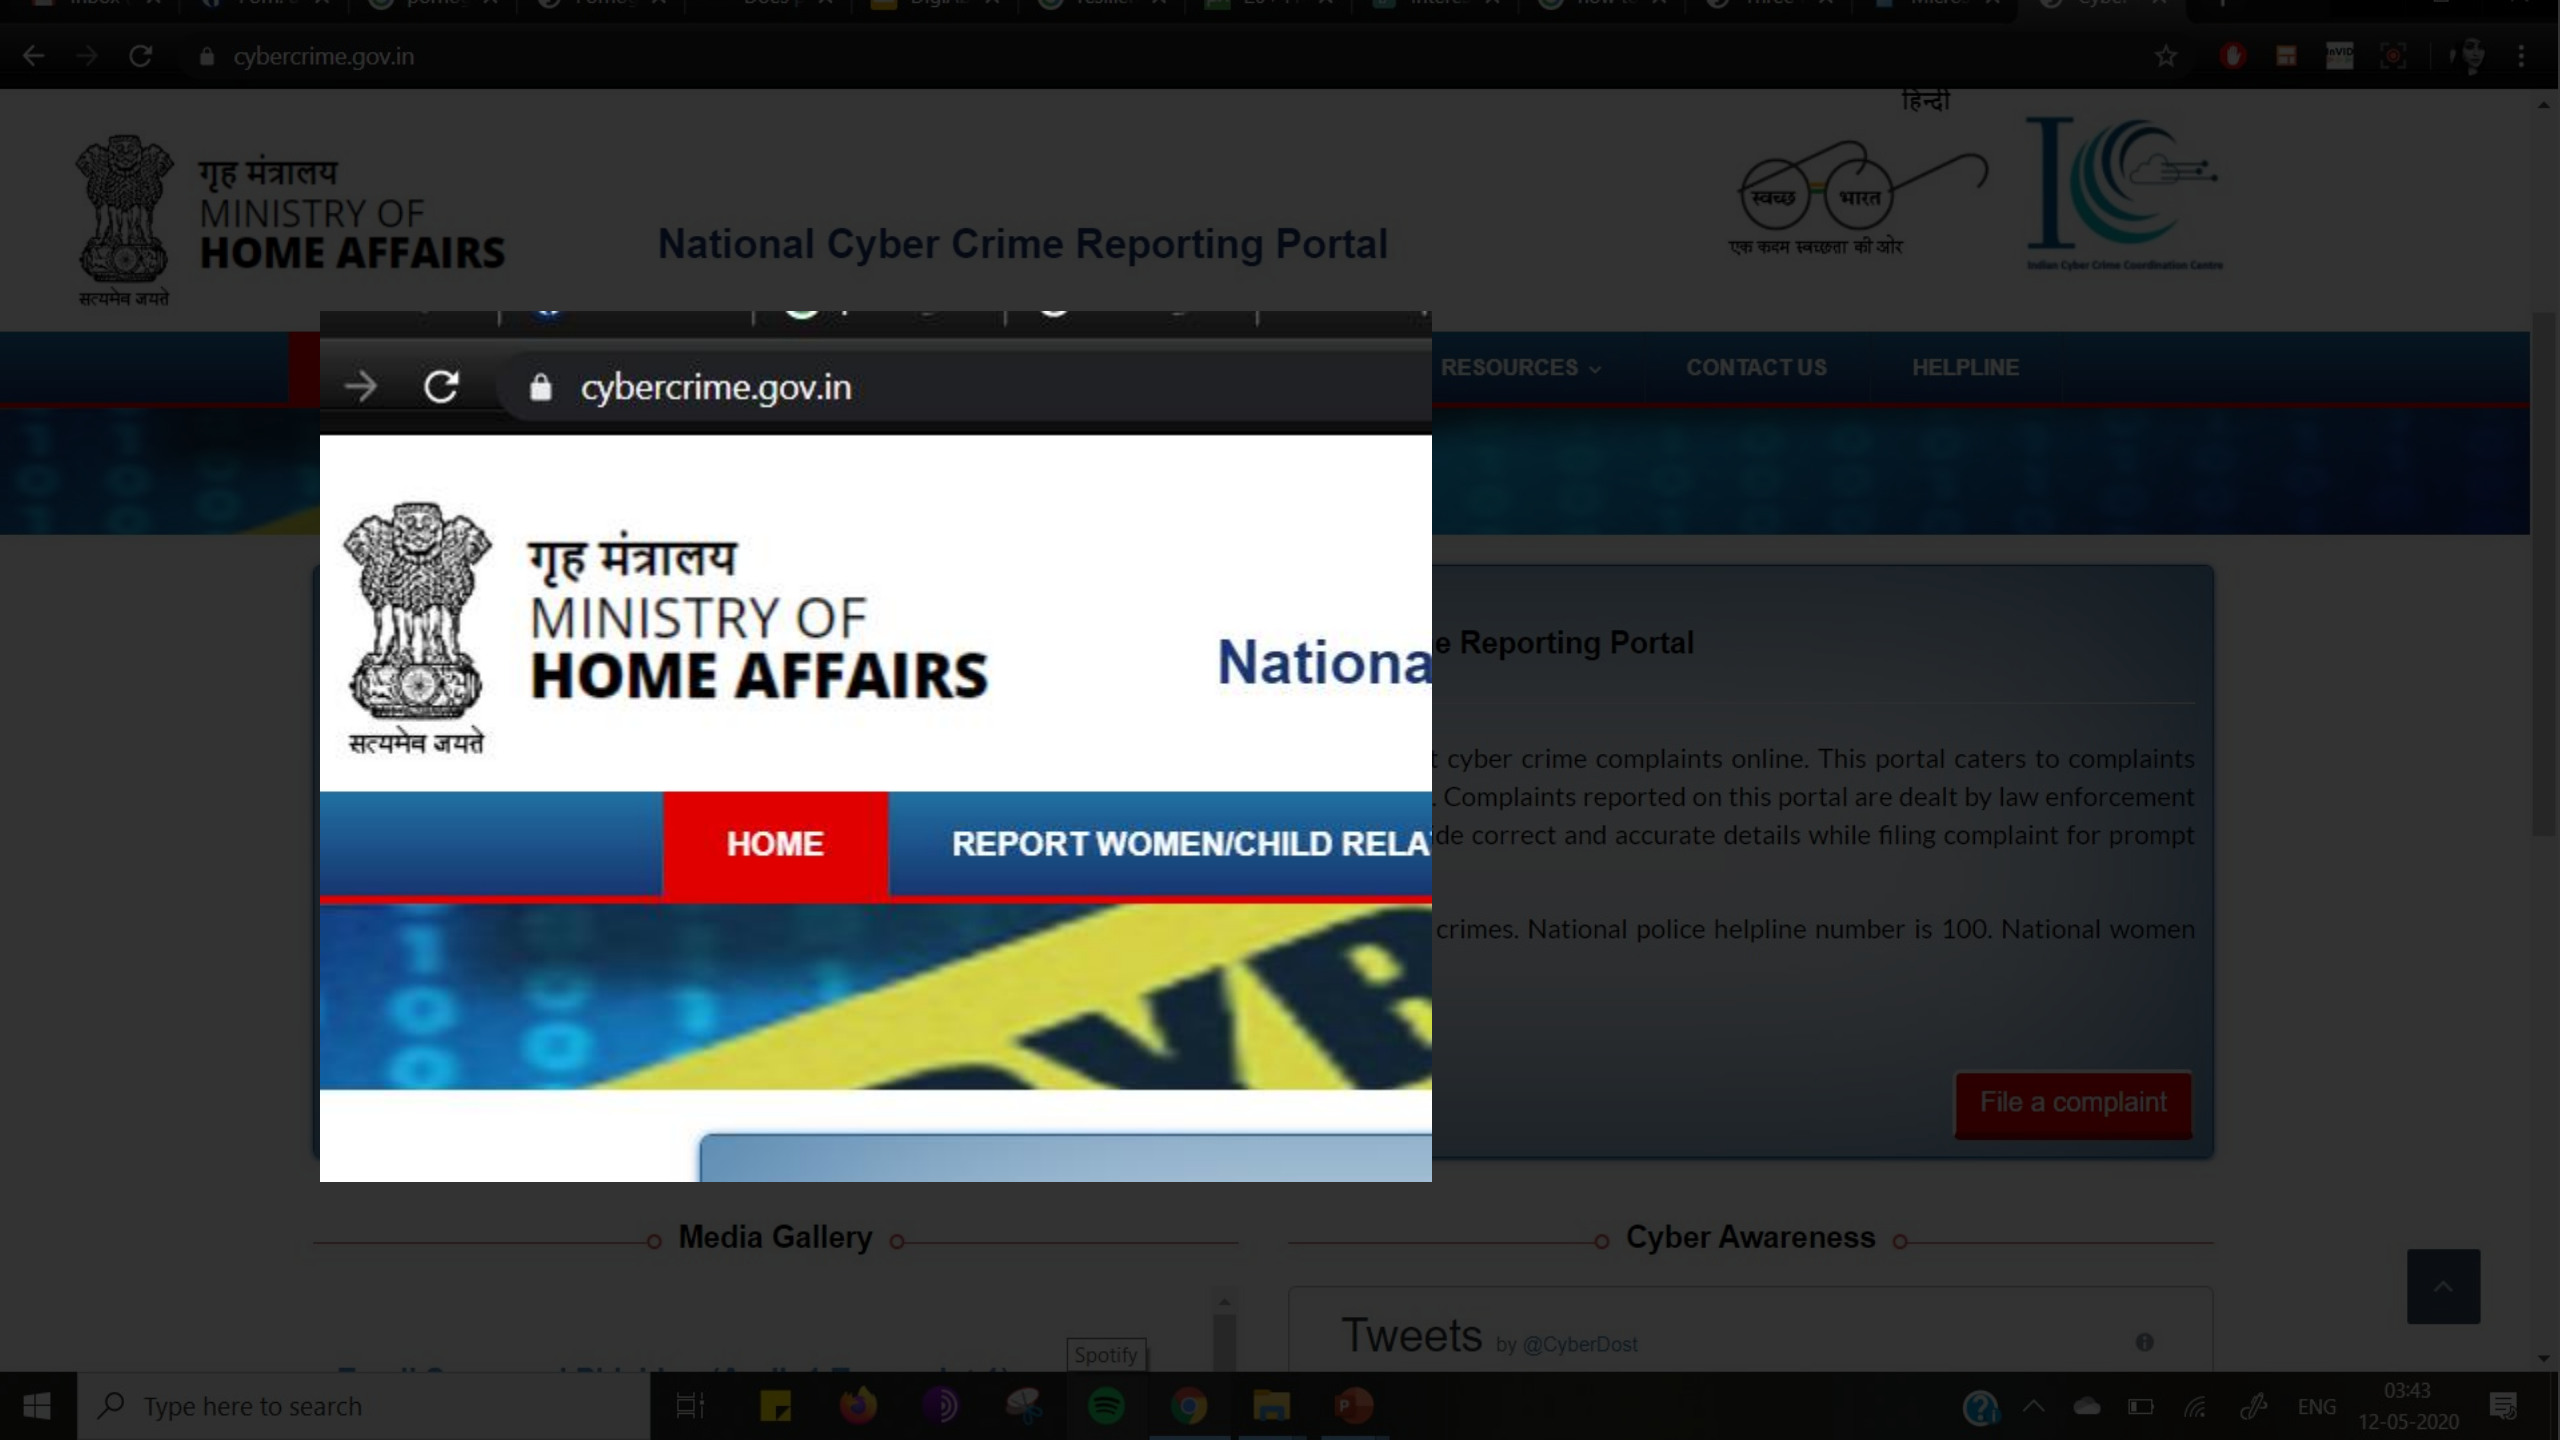 cybercrime.gov.in
हिन्दी
गृह मंत्रालय
MINISTRY OF
HOME AFFAIRS
सत्यमेव जयते
National Cyber Crime Reporting Portal
स्वच्छ भारत
एक कदम स्वच्छता की ओर
Indian Cyber Crime Coordination Centre
RESOURCES CONTACT US HELPLINE
cybercrime.gov.in
गृह मंत्रालय
MINISTRY OF
HOME AFFAIRS
सत्यमेव जयते
Nationa
HOME REPORT WOMEN/CHILD RELA
e Reporting Portal
cyber crime complaints online. This portal caters to complaints
. Complaints reported on this portal are dealt by law enforcement
de correct and accurate details while filing complaint for prompt
crimes. National police helpline number is 100. National women
File a complaint
Media Gallery
Cyber Awareness
Tweets by @CyberDost
Spotify
Type here to search
ENG
03:43
12-05-2020